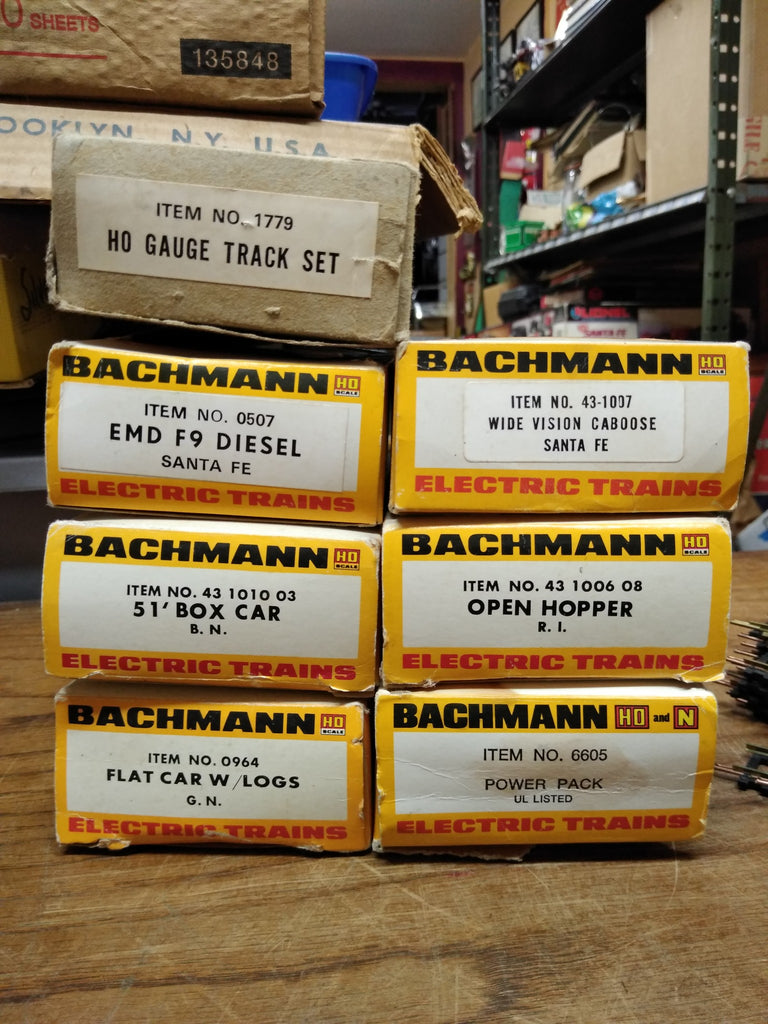 0 SHEETS
135848
OOKLYN, N.Y. U.S.A.
ITEM NO. 1779
HO GAUGE TRACK SET
BACHMANN HO SCALE
ITEM NO. 0507
EMD F9 DIESEL
SANTA FE
ELECTRIC TRAINS
BACHMANN HO SCALE
ITEM NO. 43-1007
WIDE VISION CABOOSE
SANTA FE
ELECTRIC TRAINS
BACHMANN HO SCALE
ITEM NO. 43 1010 03
51' BOX CAR
B. N.
ELECTRIC TRAINS
BACHMANN HO SCALE
ITEM NO. 43 1006 08
OPEN HOPPER
R. I.
ELECTRIC TRAINS
BACHMANN HO SCALE
ITEM NO. 0964
FLAT CAR W/LOGS
G. N.
ELECTRIC TRAINS
BACHMANN HO and N
ITEM NO. 6605
POWER PACK
UL LISTED
ELECTRIC TRAINS
LIONEL
SANTA FE